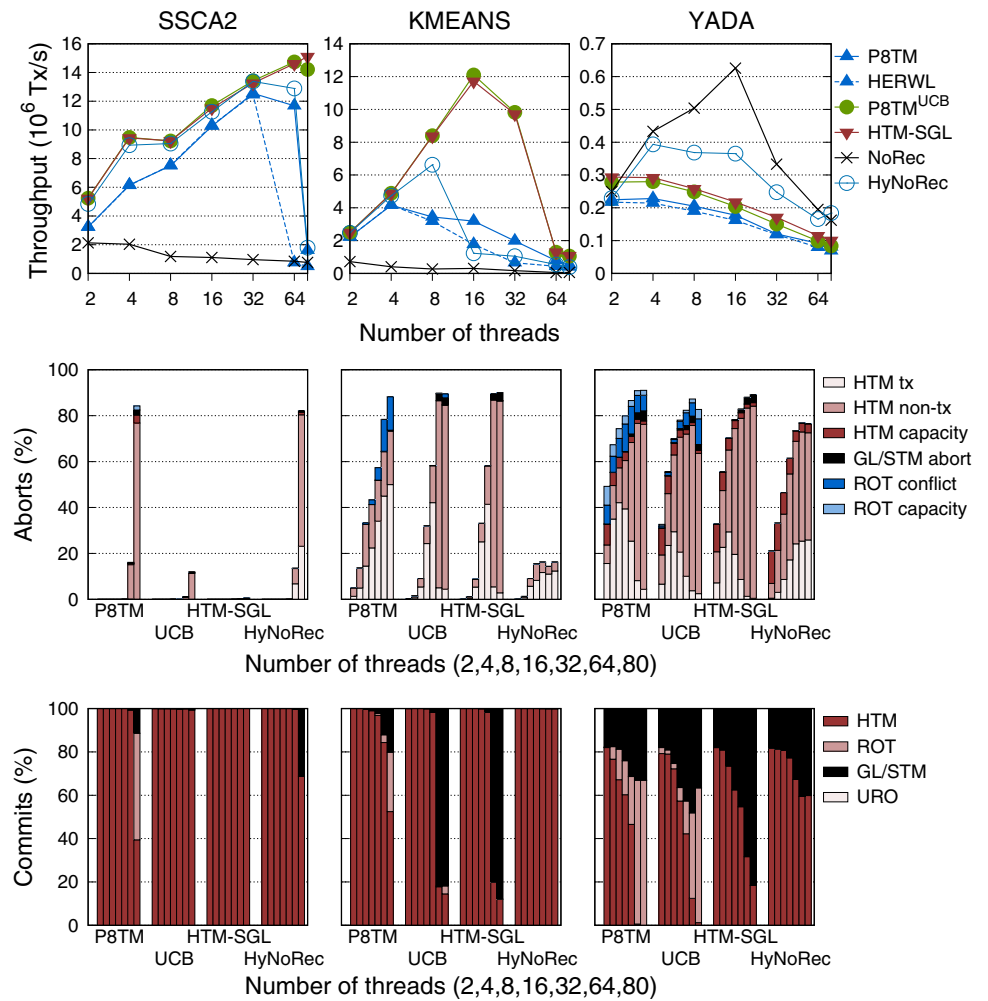 SSCA2 KMEANS YADA
Throughput (10⁶ Tx/s)
16 14 12 10 8 6 4 2 0
14 12 10 8 6 4 2 0
0.7 0.6 0.5 0.4 0.3 0.2 0.1 0
2 4 8 16 32 64 2 4 8 16 32 64 2 4 8 16 32 64
Number of threads
P8TM
HERWL
P8TM^UCB
HTM-SGL
NoRec
HyNoRec
Aborts (%)
100 80 60 40 20 0
HTM tx
HTM non-tx
HTM capacity
GL/STM abort
ROT conflict
ROT capacity
P8TM HTM-SGL P8TM HTM-SGL P8TM HTM-SGL
UCB HyNoRec UCB HyNoRec UCB HyNoRec
Number of threads (2,4,8,16,32,64,80)
Commits (%)
100 80 60 40 20 0
HTM
ROT
GL/STM
URO
P8TM HTM-SGL P8TM HTM-SGL P8TM HTM-SGL
UCB HyNoRec UCB HyNoRec UCB HyNoRec
Number of threads (2,4,8,16,32,64,80)